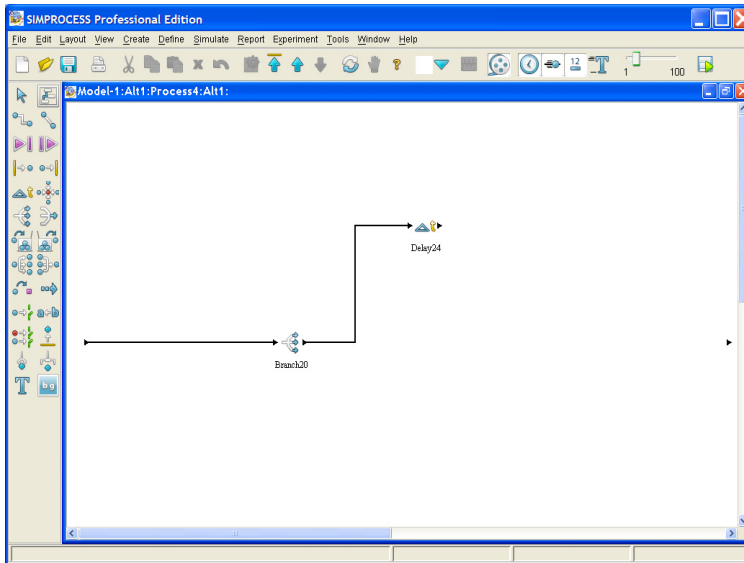 SIMPROCESS Professional Edition
File Edit Layout View Create Define Simulate Report Experiment Tools Window Help
12 T 1 100
Model-1:Alt1:Process4:Alt1:
Delay24
Branch20
a b
T bg